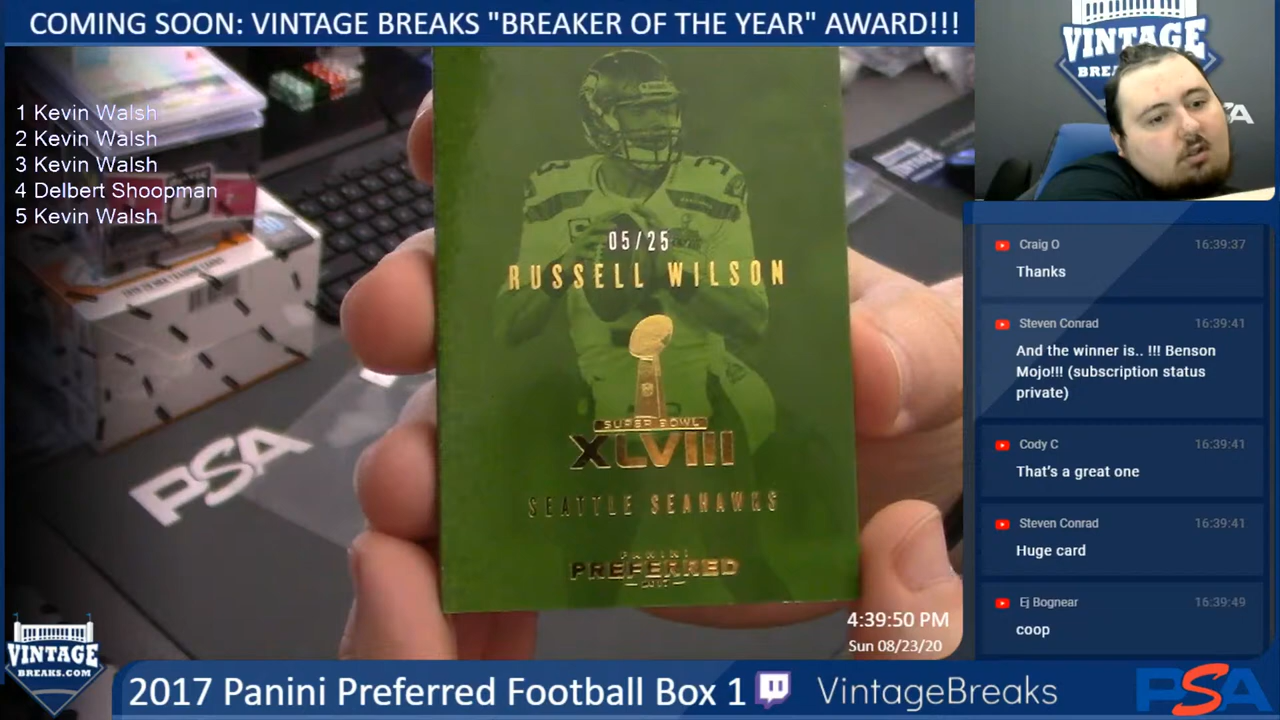 COMING SOON: VINTAGE BREAKS "BREAKER OF THE YEAR" AWARD!!!
VINTAGE
1 Kevin Walsh
2 Kevin Walsh
3 Kevin Walsh
4 Delbert Shoopman
5 Kevin Walsh
05/25
RUSSELL WILSON
SUPER BOWL
XLVIII
SEATTLE SEAHAWKS
PANINI
PREFERRED
2017
PSA
Craig O 16:39:37
Thanks
Steven Conrad 16:39:41
And the winner is.. !!! Benson
Mojo!!! (subscription status
private)
Cody C 16:39:41
That's a great one
Steven Conrad 16:39:41
Huge card
Ej Bognear 16:39:49
coop
4:39:50 PM
Sun 08/23/20
VINTAGE
BREAKS.COM
2017 Panini Preferred Football Box 1 VintageBreaks
PSA